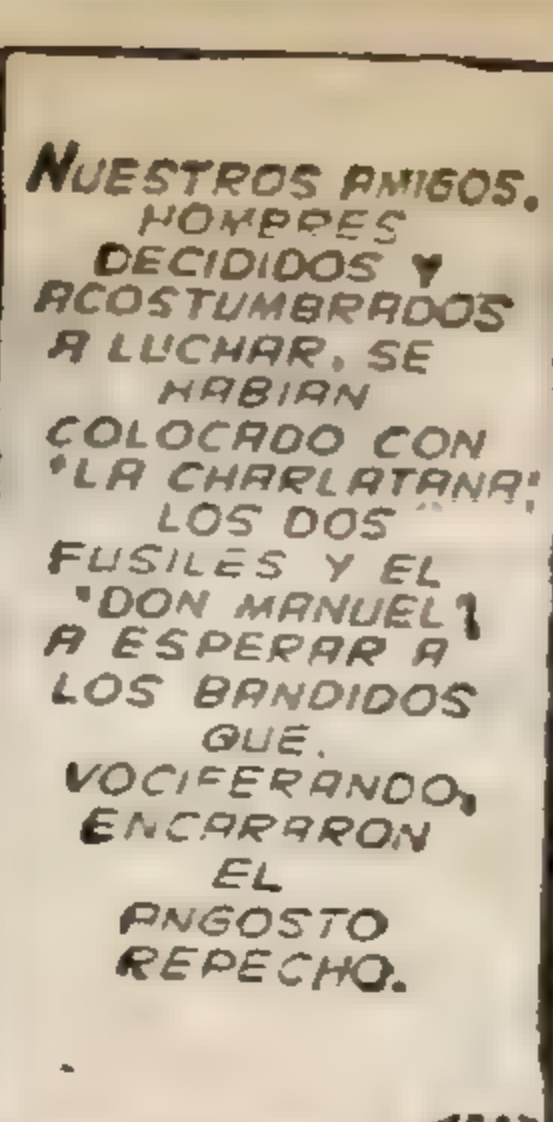 NUESTROS AMIGOS,
HOMBRES
DECIDIDOS Y
ACOSTUMBRADOS
A LUCHAR, SE
HABIAN
COLOCADO CON
"LA CHARLATANA",
LOS DOS
FUSILES Y EL
"DON MANUEL",
A ESPERAR A
LOS BANDIDOS
QUE,
VOCIFERANDO,
ENCARARON
EL
ANGOSTO
REPECHO.